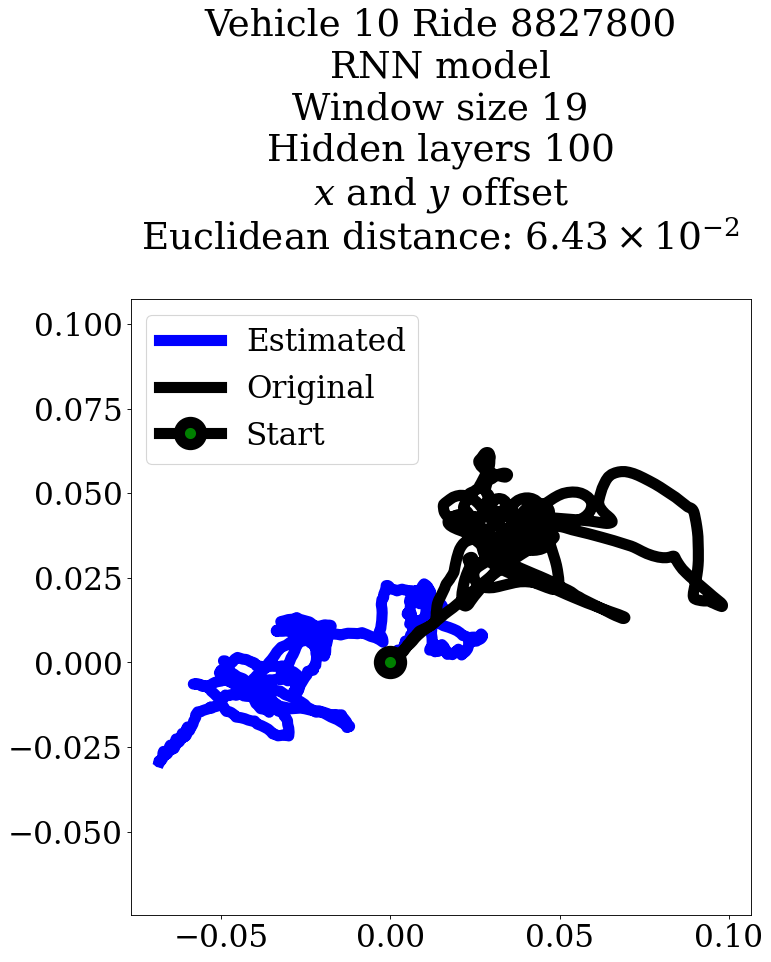 Vehicle 10 Ride 8827800
RNN model
Window size 19
Hidden layers 100
x and y offset
Euclidean distance: 6.43 × 10⁻²
0.100
0.075
0.050
0.025
0.000
−0.025
−0.050
Estimated
Original
Start
−0.05
0.00
0.05
0.10